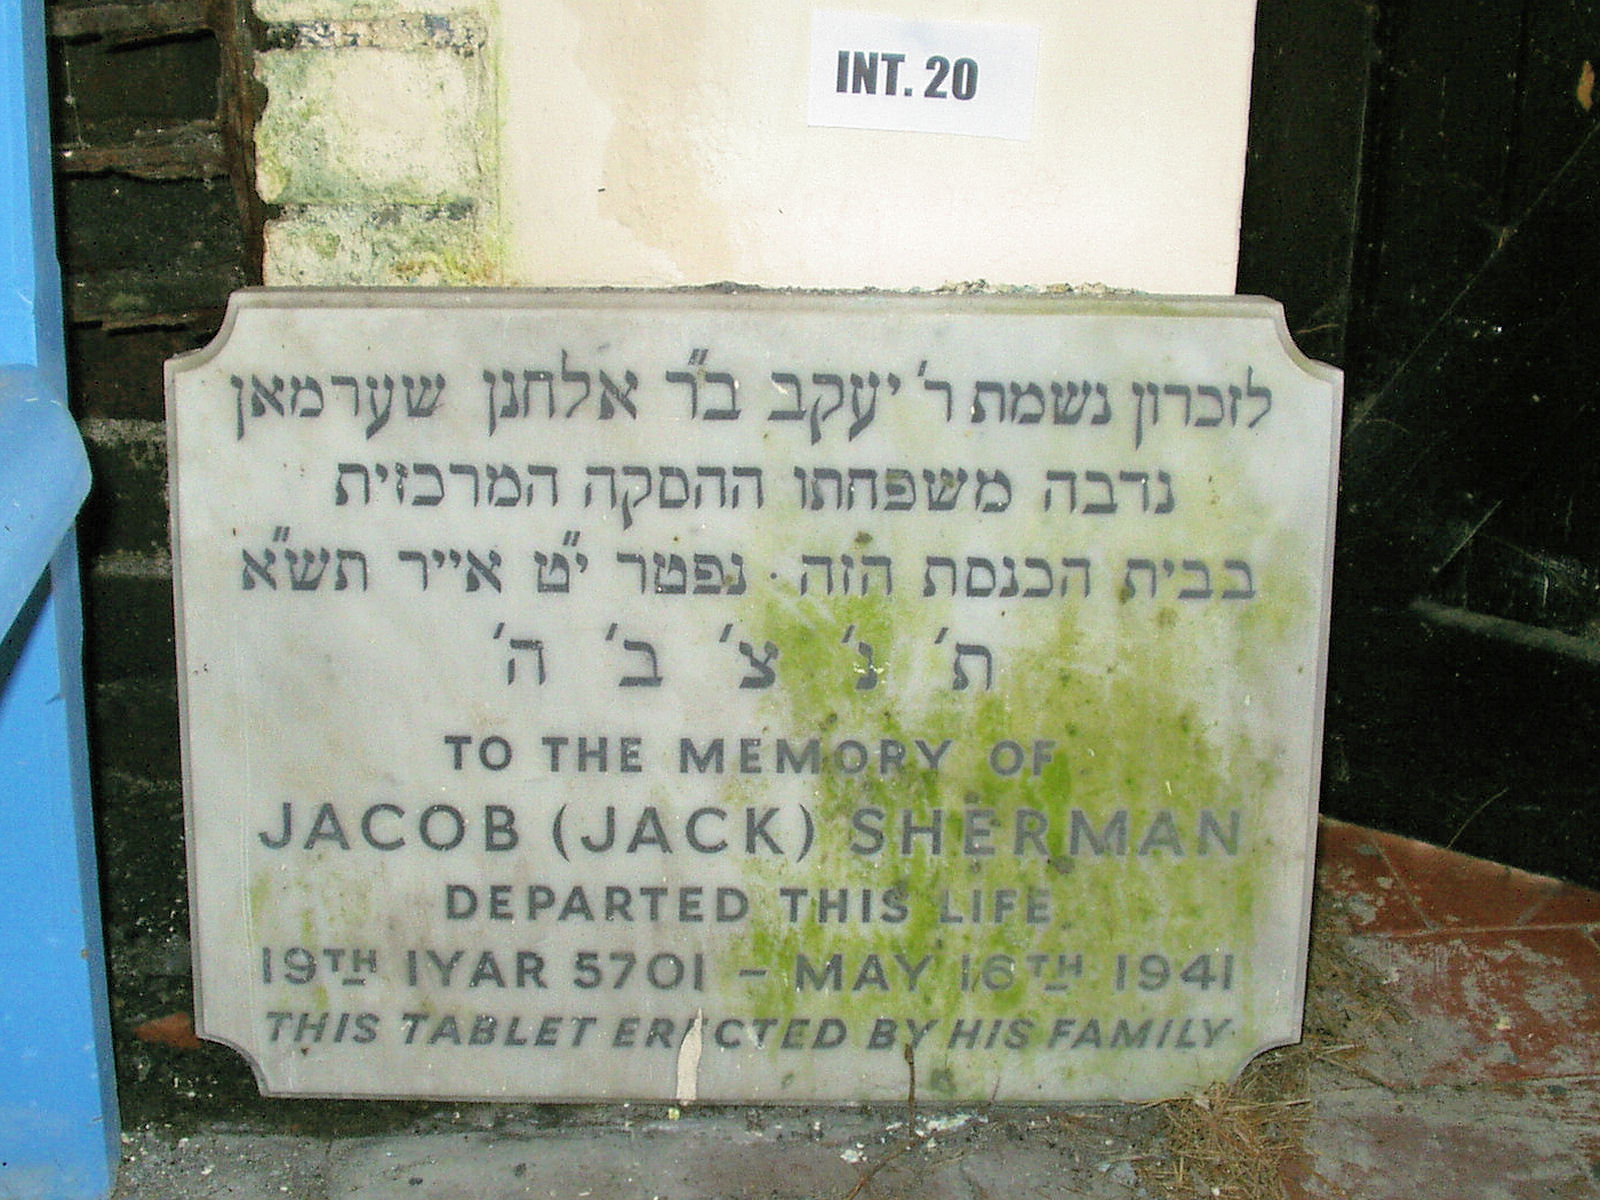 INT. 20
לזכרון נשמת ר' יעקב ב״ר אלחנן שערמאן
נדבה משפחתו ההסקה המרכזית
בבית הכנסת הזה· נפטר י״ט אייר תש״א
ת' נ' צ' ב' ה'
TO THE MEMORY OF
JACOB (JACK) SHERMAN
DEPARTED THIS LIFE
19TH IYAR 5701 – MAY 16TH 1941
THIS TABLET ERECTED BY HIS FAMILY